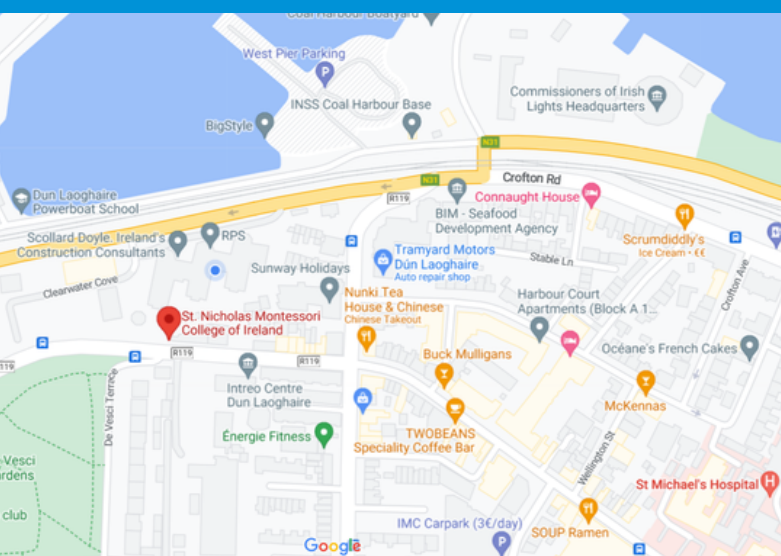 Coal Harbour Boatyard
West Pier Parking
P
INSS Coal Harbour Base
BigStyle
Commissioners of Irish
Lights Headquarters
N31
N31
Crofton Rd
R119
Connaught House
Dun Laoghaire
Powerboat School
BIM - Seafood
Development Agency
Scollard Doyle. Ireland's
Construction Consultants
RPS
Scrumdiddly's
Ice Cream • €€
Tramyard Motors
Dún Laoghaire
Auto repair shop
Stable Ln
Sunway Holidays
Clearwater Cove
Crofton Ave
Nunki Tea
House & Chinese
Chinese Takeout
Harbour Court
Apartments (Block A 1...
St. Nicholas Montessori
College of Ireland
Océane's French Cakes
R119
R119
119
Buck Mulligans
Intreo Centre
Dun Laoghaire
De Vesci Terrace
McKennas
TWOBEANS
Speciality Coffee Bar
Énergie Fitness
Wellington St
Vesci
rdens
St Michael's Hospital
H
club
IMC Carpark (3€/day)
P
SOUP Ramen
Google